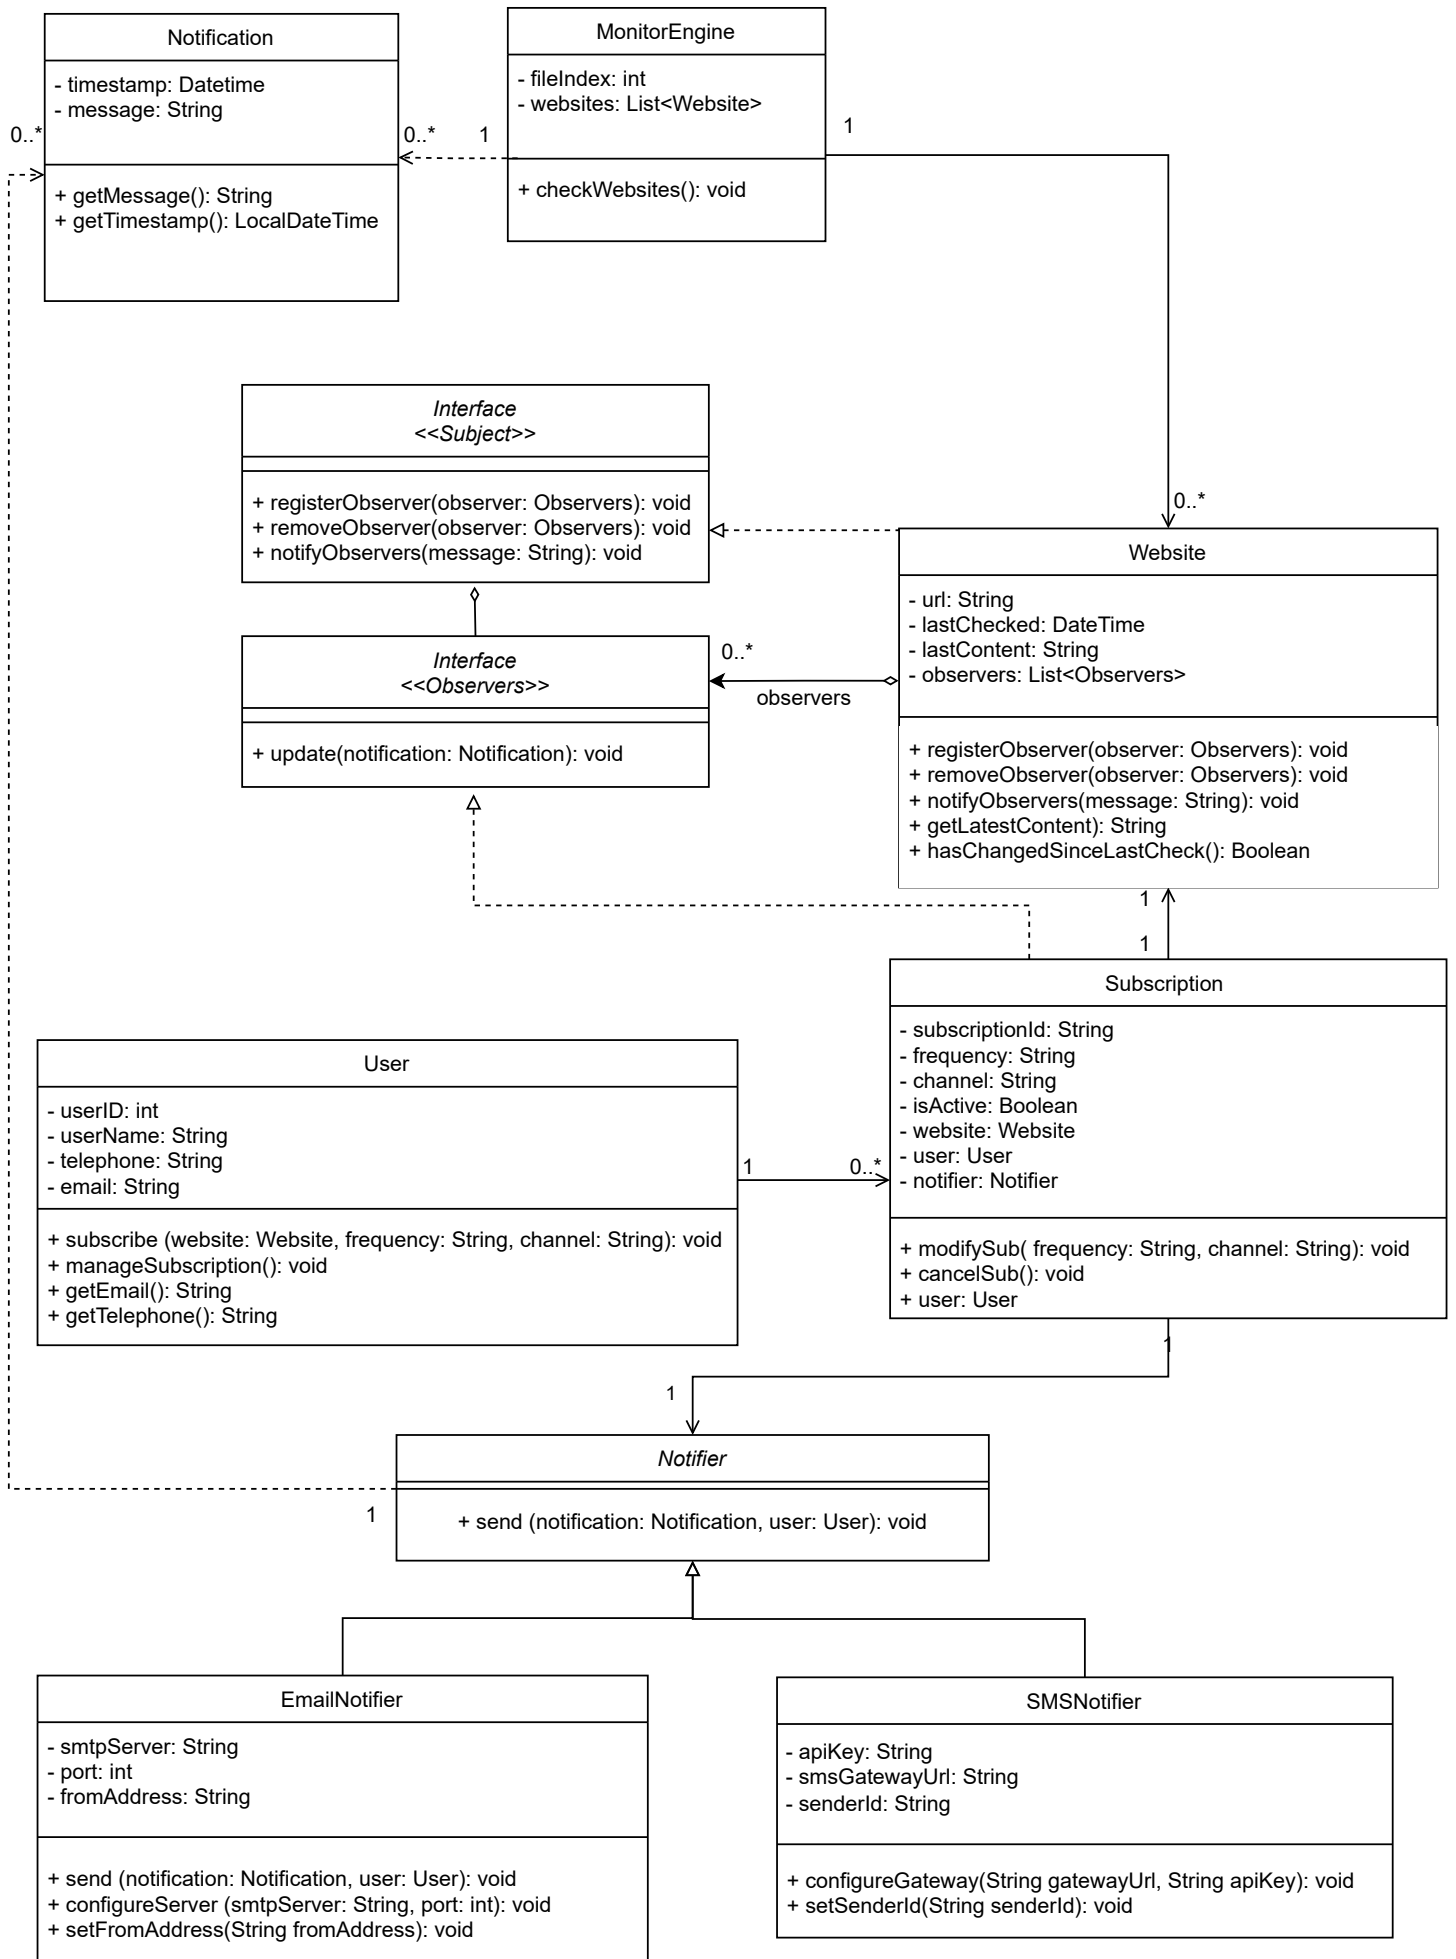 Notification
- timestamp: Datetime
- message: String
+ getMessage(): String
+ getTimestamp(): LocalDateTime
0..*
0..*
1
MonitorEngine
- fileIndex: int
- websites: List<Website>
+ checkWebsites(): void
1
0..*
Interface
<<Subject>>
+ registerObserver(observer: Observers): void
+ removeObserver(observer: Observers): void
+ notifyObservers(message: String): void
Interface
<<Observers>>
+ update(notification: Notification): void
0..*
observers
Website
- url: String
- lastChecked: DateTime
- lastContent: String
- observers: List<Observers>
+ registerObserver(observer: Observers): void
+ removeObserver(observer: Observers): void
+ notifyObservers(message: String): void
+ getLatestContent): String
+ hasChangedSinceLastCheck(): Boolean
1
1
Subscription
- subscriptionId: String
- frequency: String
- channel: String
- isActive: Boolean
- website: Website
- user: User
- notifier: Notifier
+ modifySub( frequency: String, channel: String): void
+ cancelSub(): void
+ user: User
User
- userID: int
- userName: String
- telephone: String
- email: String
+ subscribe (website: Website, frequency: String, channel: String): void
+ manageSubscription(): void
+ getEmail(): String
+ getTelephone(): String
1
0..*
1
1
Notifier
+ send (notification: Notification, user: User): void
1
EmailNotifier
- smtpServer: String
- port: int
- fromAddress: String
+ send (notification: Notification, user: User): void
+ configureServer (smtpServer: String, port: int): void
+ setFromAddress(String fromAddress): void
SMSNotifier
- apiKey: String
- smsGatewayUrl: String
- senderId: String
+ configureGateway(String gatewayUrl, String apiKey): void
+ setSenderId(String senderId): void